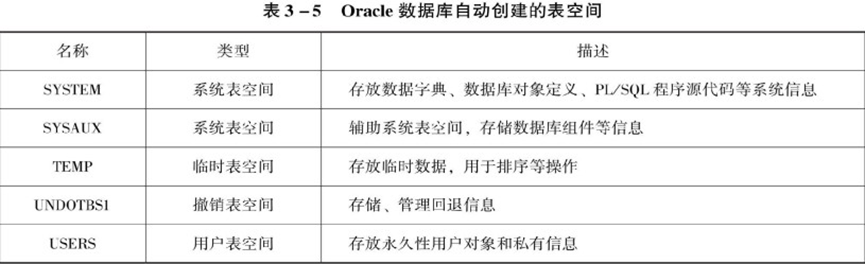 表 3-5 Oracle 数据库自动创建的表空间
名称 类型 描述
SYSTEM 系统表空间 存放数据字典、数据库对象定义、PL/SQL 程序源代码等系统信息
SYSAUX 系统表空间 辅助系统表空间，存储数据库组件等信息
TEMP 临时表空间 存放临时数据，用于排序等操作
UNDOTBS1 撤销表空间 存储、管理回退信息
USERS 用户表空间 存放永久性用户对象和私有信息